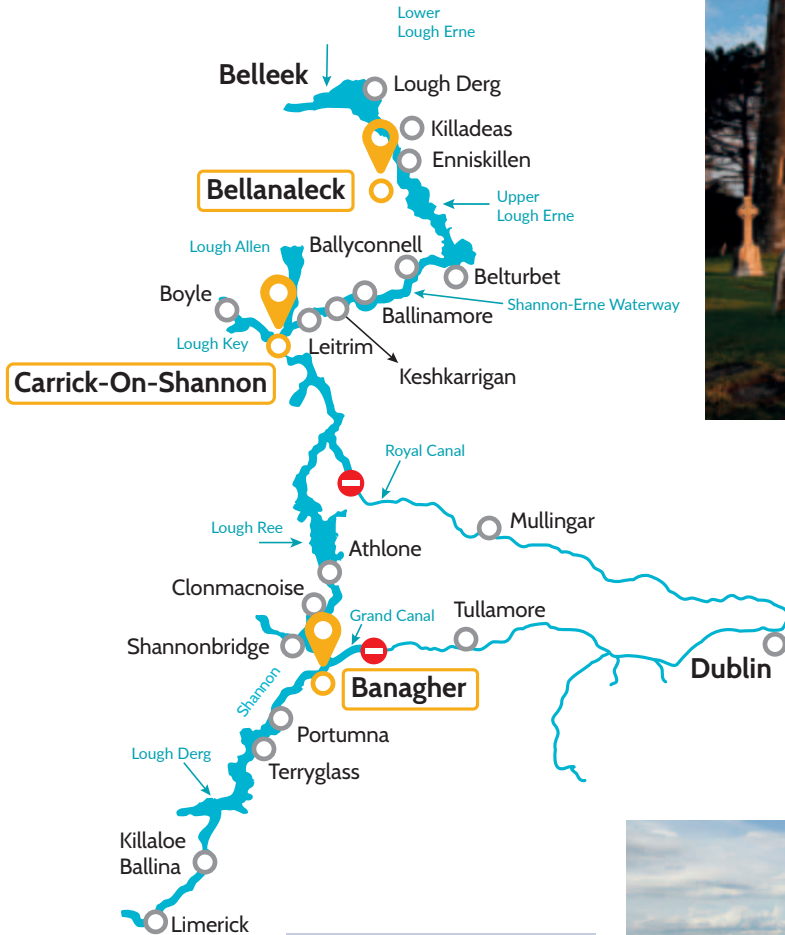 Lower
Lough Erne
Belleek
Lough Derg
Killadeas
Enniskillen
Bellanaleck
Upper
Lough Erne
Lough Allen
Ballyconnell
Belturbet
Boyle
Shannon-Erne Waterway
Ballinamore
Lough Key
Leitrim
Carrick-On-Shannon
Keshkarrigan
Royal Canal
Mullingar
Lough Ree
Athlone
Clonmacnoise
Grand Canal
Tullamore
Shannonbridge
Dublin
Shannon
Banagher
Portumna
Lough Derg
Terryglass
Killaloe
Ballina
Limerick